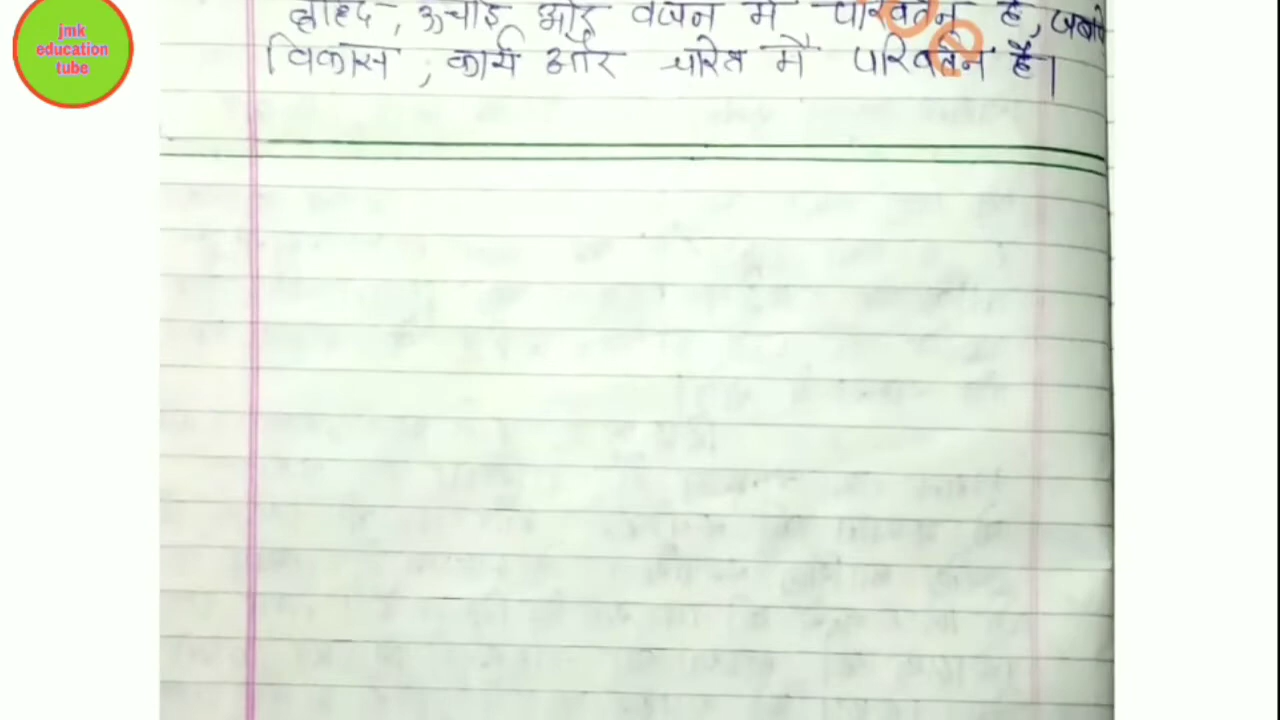 jmk
education
tube
ऊंचाई और वजन में परिवर्तन है, जबकि
विकास, कार्य और चरित्र में परिवर्तन है।